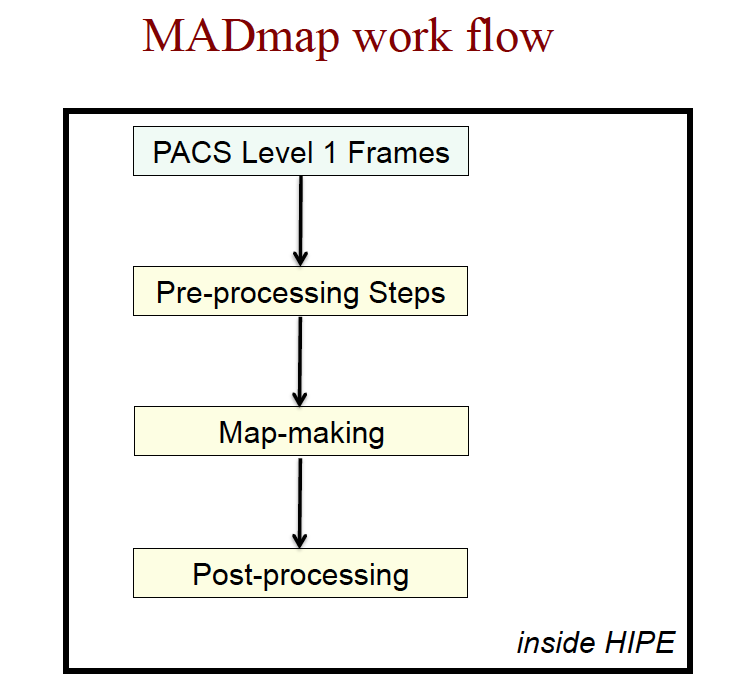 MADmap work flow
PACS Level 1 Frames
Pre-processing Steps
Map-making
Post-processing
inside HIPE